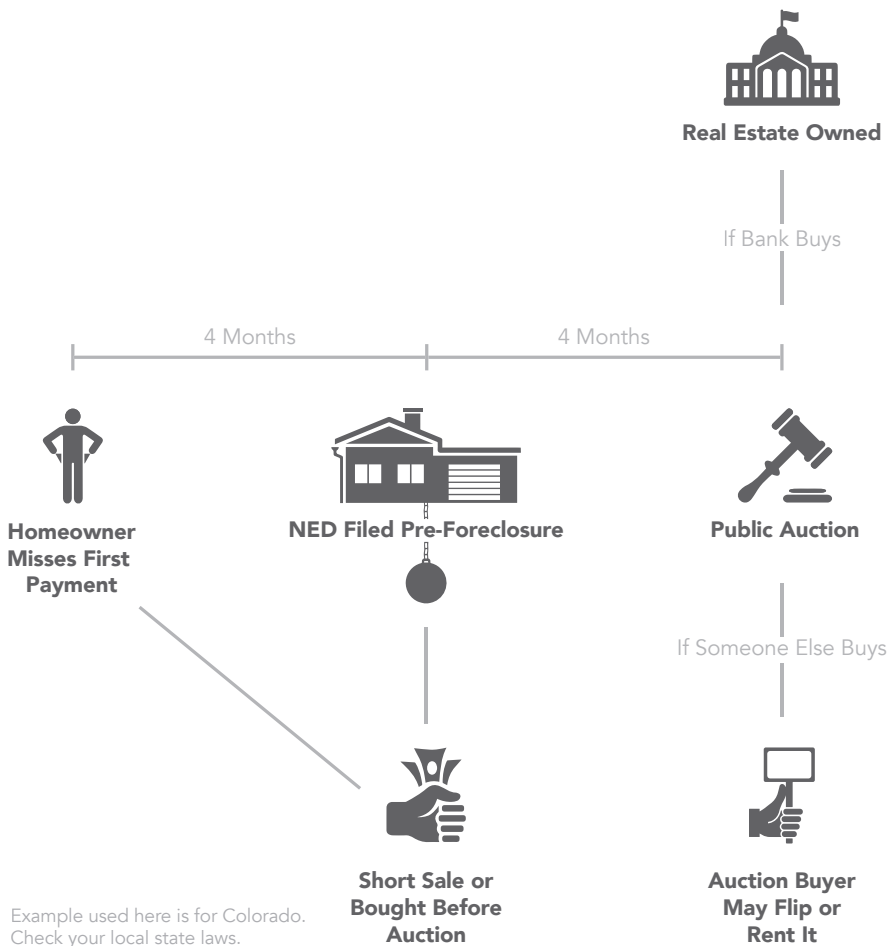 Real Estate Owned
If Bank Buys
4 Months
4 Months
Homeowner
Misses First
Payment
NED Filed Pre-Foreclosure
Public Auction
If Someone Else Buys
Short Sale or
Bought Before
Auction
Auction Buyer
May Flip or
Rent It
Example used here is for Colorado.
Check your local state laws.